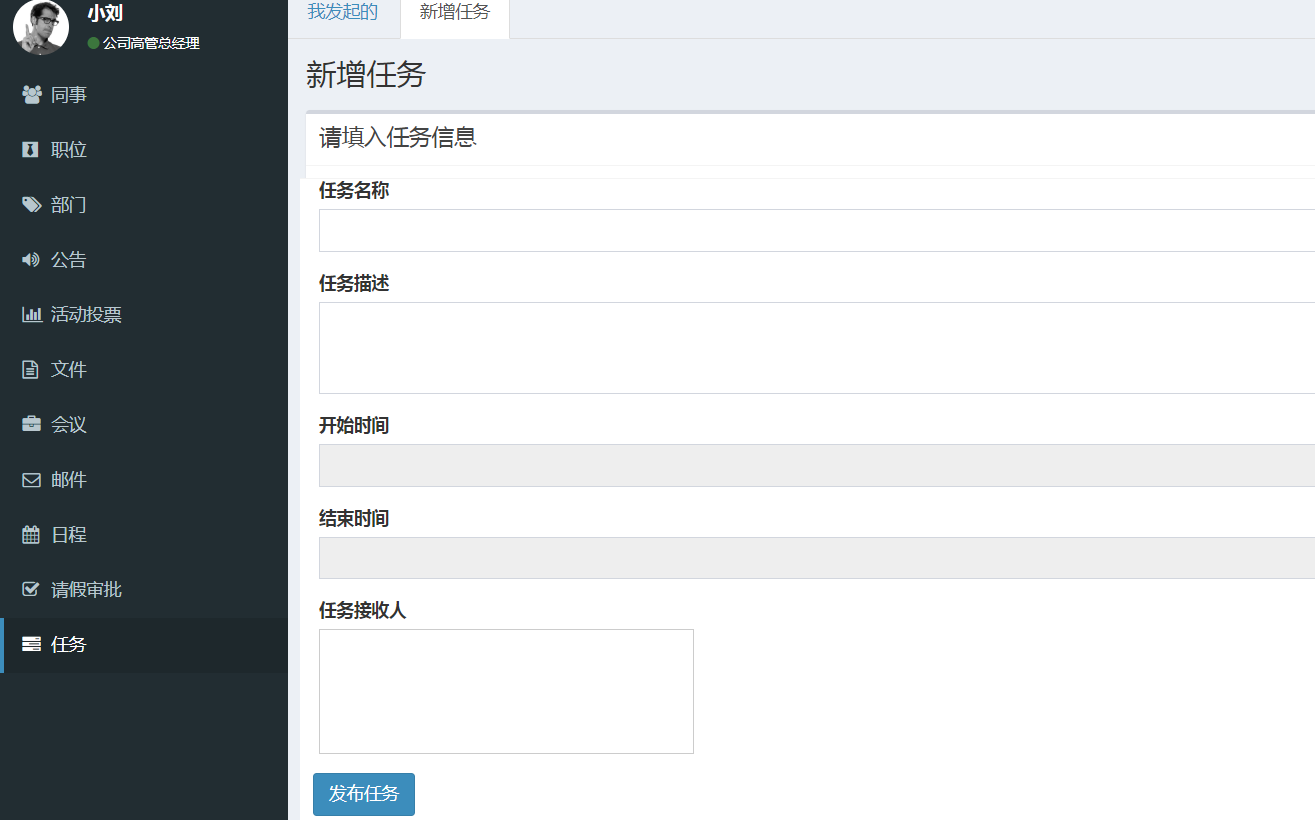 小刘
公司高管总经理
同事
职位
部门
公告
活动投票
文件
会议
邮件
日程
请假审批
任务
我发起的
新增任务
新增任务
请填入任务信息
任务名称
任务描述
开始时间
结束时间
任务接收人
发布任务